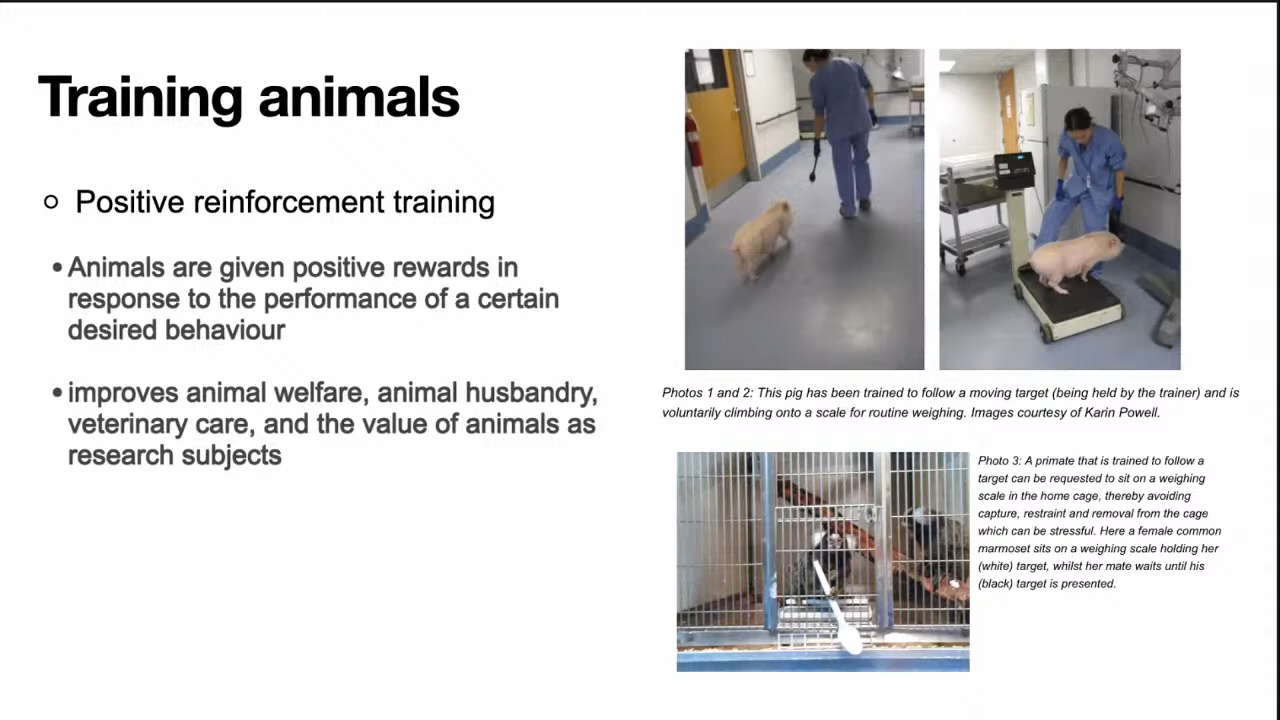 Training animals
Positive reinforcement training
Animals are given positive rewards in
response to the performance of a certain
desired behaviour
improves animal welfare, animal husbandry,
veterinary care, and the value of animals as
research subjects
Photos 1 and 2: This pig has been trained to follow a moving target (being held by the trainer) and is
voluntarily climbing onto a scale for routine weighing. Images courtesy of Karin Powell.
Photo 3: A primate that is trained to follow a
target can be requested to sit on a weighing
scale in the home cage, thereby avoiding
capture, restraint and removal from the cage
which can be stressful. Here a female common
marmoset sits on a weighing scale holding her
(white) target, whilst her mate waits until his
(black) target is presented.